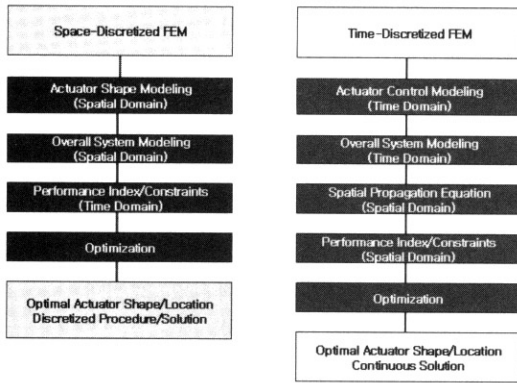 Space-Discretized FEM
Actuator Shape Modeling
(Spatial Domain)
Overall System Modeling
(Spatial Domain)
Performance Index/Constraints
(Time Domain)
Optimization
Optimal Actuator Shape/Location
Discretized Procedure/Solution
Time-Discretized FEM
Actuator Control Modeling
(Time Domain)
Overall System Modeling
(Time Domain)
Spatial Propagation Equation
(Spatial Domain)
Performance Index/Constraints
(Spatial Domain)
Optimization
Optimal Actuator Shape/Location
Continuous Solution